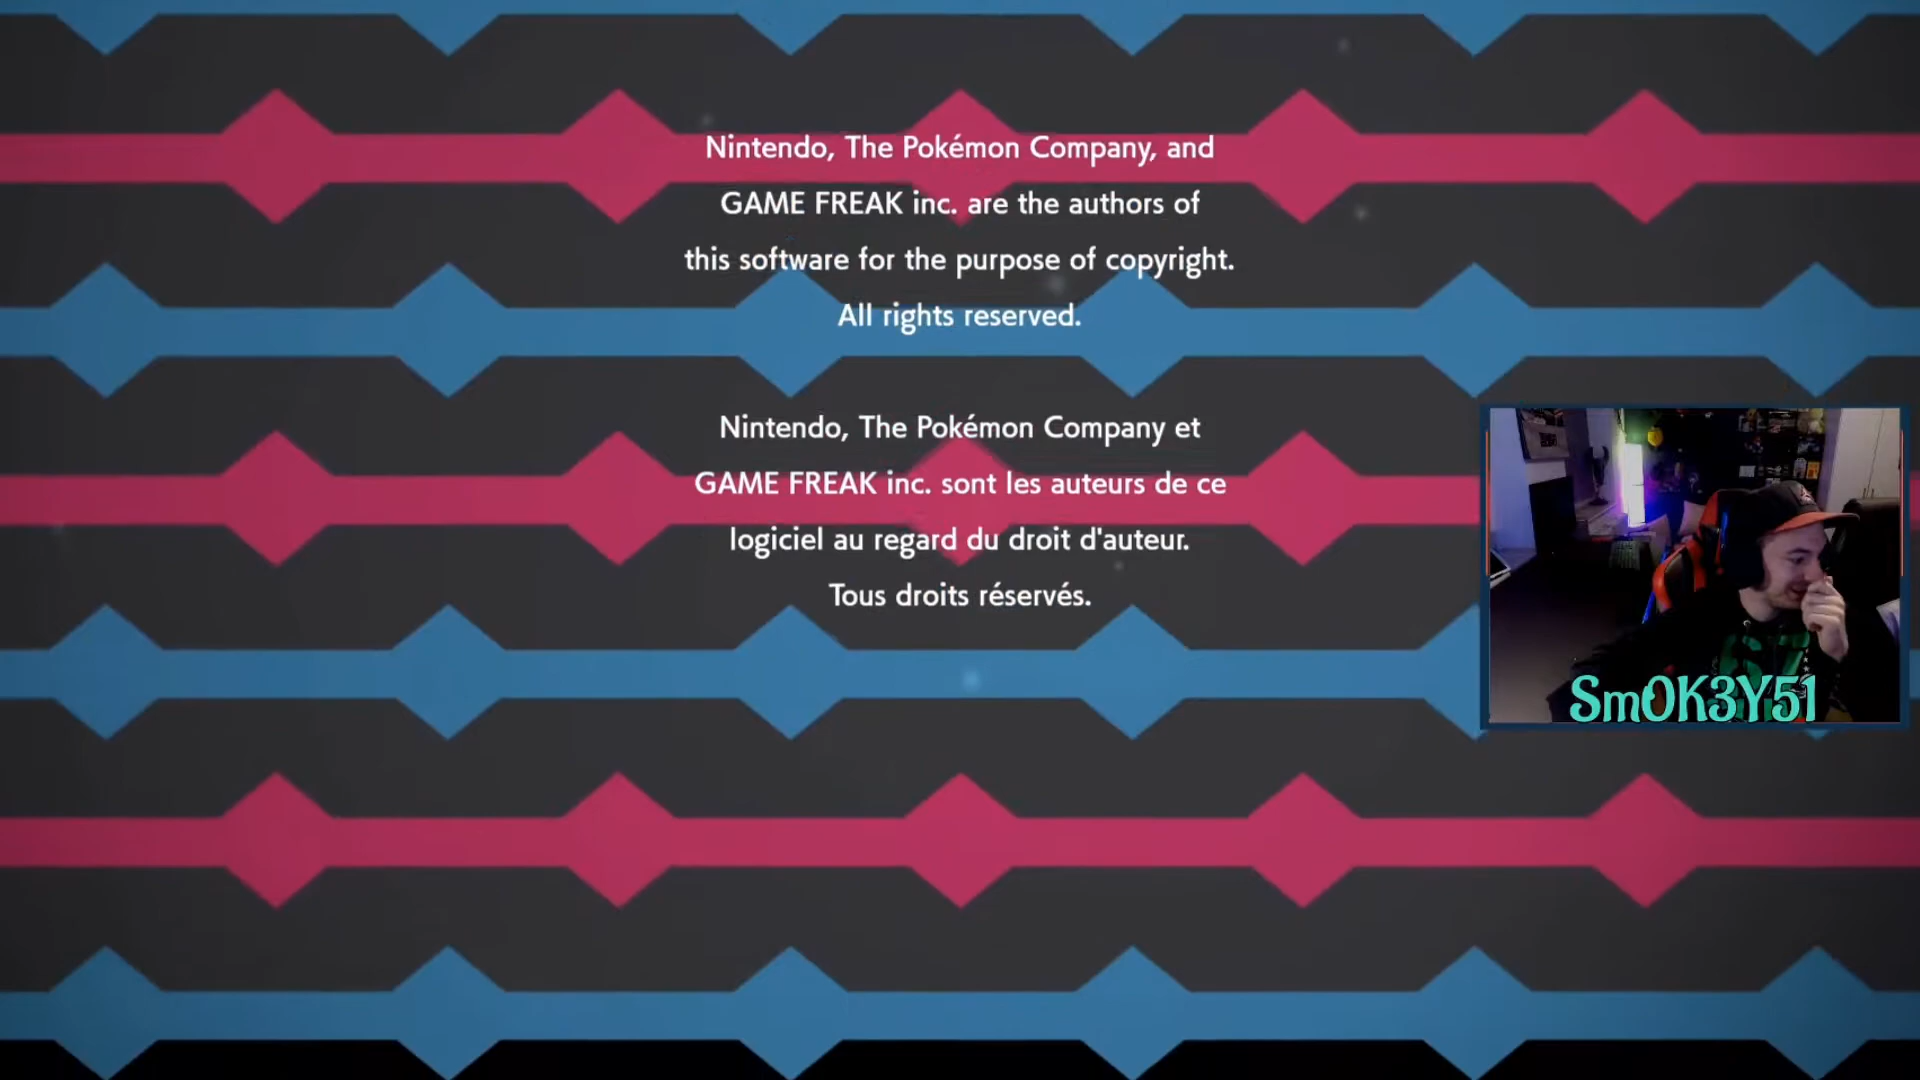 Nintendo, The Pokémon Company, and
GAME FREAK inc. are the authors of
this software for the purpose of copyright.
All rights reserved.
Nintendo, The Pokémon Company et
GAME FREAK inc. sont les auteurs de ce
logiciel au regard du droit d'auteur.
Tous droits réservés.
SmOK3Y51